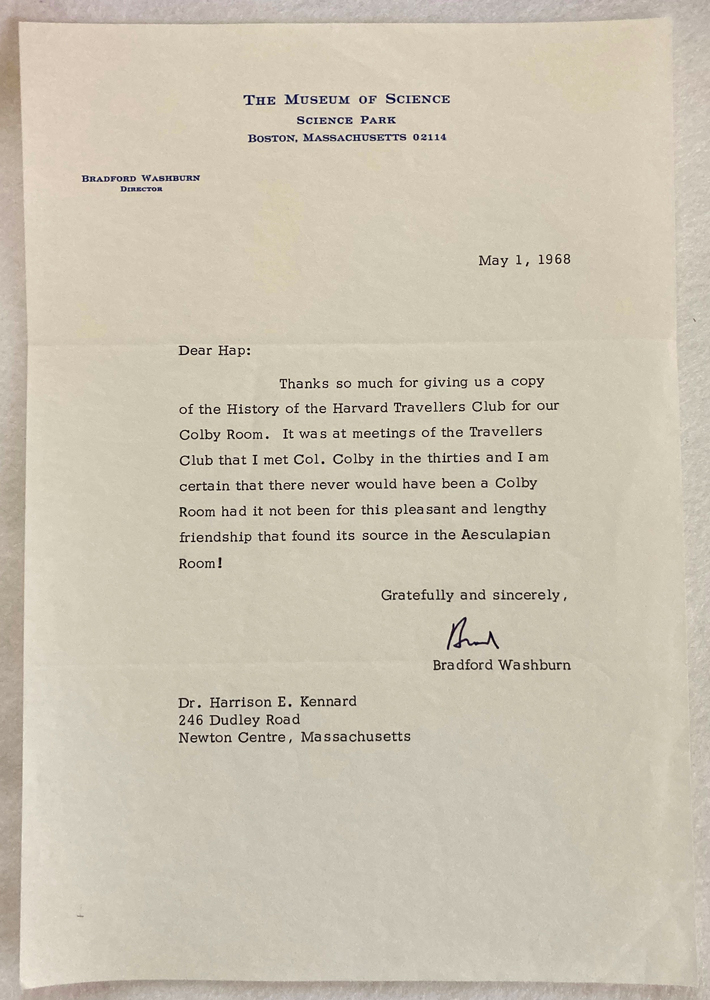 THE MUSEUM OF SCIENCE
SCIENCE PARK
BOSTON, MASSACHUSETTS 02114
BRADFORD WASHBURN
DIRECTOR
May 1, 1968
Dear Hap:
Thanks so much for giving us a copy
of the History of the Harvard Travellers Club for our
Colby Room. It was at meetings of the Travellers
Club that I met Col. Colby in the thirties and I am
certain that there never would have been a Colby
Room had it not been for this pleasant and lengthy
friendship that found its source in the Aesculapian
Room!
Gratefully and sincerely,
Brad
Bradford Washburn
Dr. Harrison E. Kennard
246 Dudley Road
Newton Centre, Massachusetts